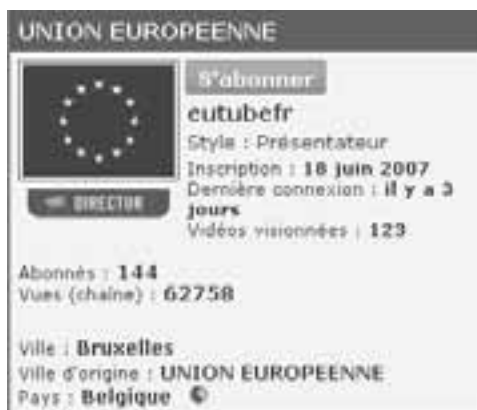 UNION EUROPEENNE
S'abonner
eutubefr
Style : Présentateur
Inscription : 18 juin 2007
Dernière connexion : il y a 3
jours
Vidéos visionnées : 123
DIRECTOR
Abonnés : 144
Vues (chaîne) : 62758
Ville : Bruxelles
Ville d'origine : UNION EUROPEENNE
Pays : Belgique